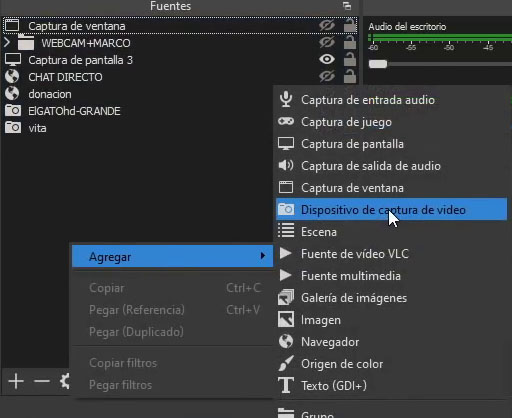 Fuentes
Captura de ventana
WEBCAM+MARCO
Captura de pantalla 3
CHAT DIRECTO
donacion
ElGATOhd-GRANDE
vita
Audio del escritorio
-60 -55 -50 -45
Captura de entrada audio
Captura de juego
Captura de pantalla
Captura de salida de audio
Captura de ventana
Dispositivo de captura de video
Escena
Fuente de vídeo VLC
Fuente multimedia
Galería de imágenes
Imagen
Navegador
Origen de color
Texto (GDI+)
Grupo
Agregar
Copiar Ctrl+C
Pegar (Referencia) Ctrl+V
Pegar (Duplicado)
Copiar filtros
Pegar filtros